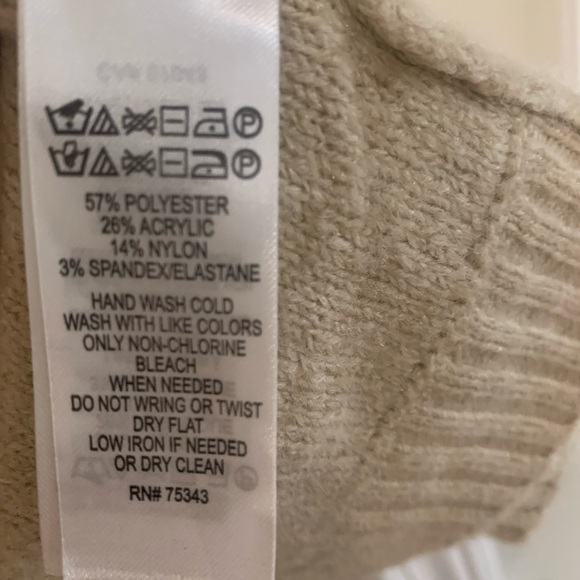 57% POLYESTER
26% ACRYLIC
14% NYLON
3% SPANDEX/ELASTANE
HAND WASH COLD
WASH WITH LIKE COLORS
ONLY NON-CHLORINE
BLEACH
WHEN NEEDED
DO NOT WRING OR TWIST
DRY FLAT
LOW IRON IF NEEDED
OR DRY CLEAN
RN# 75343